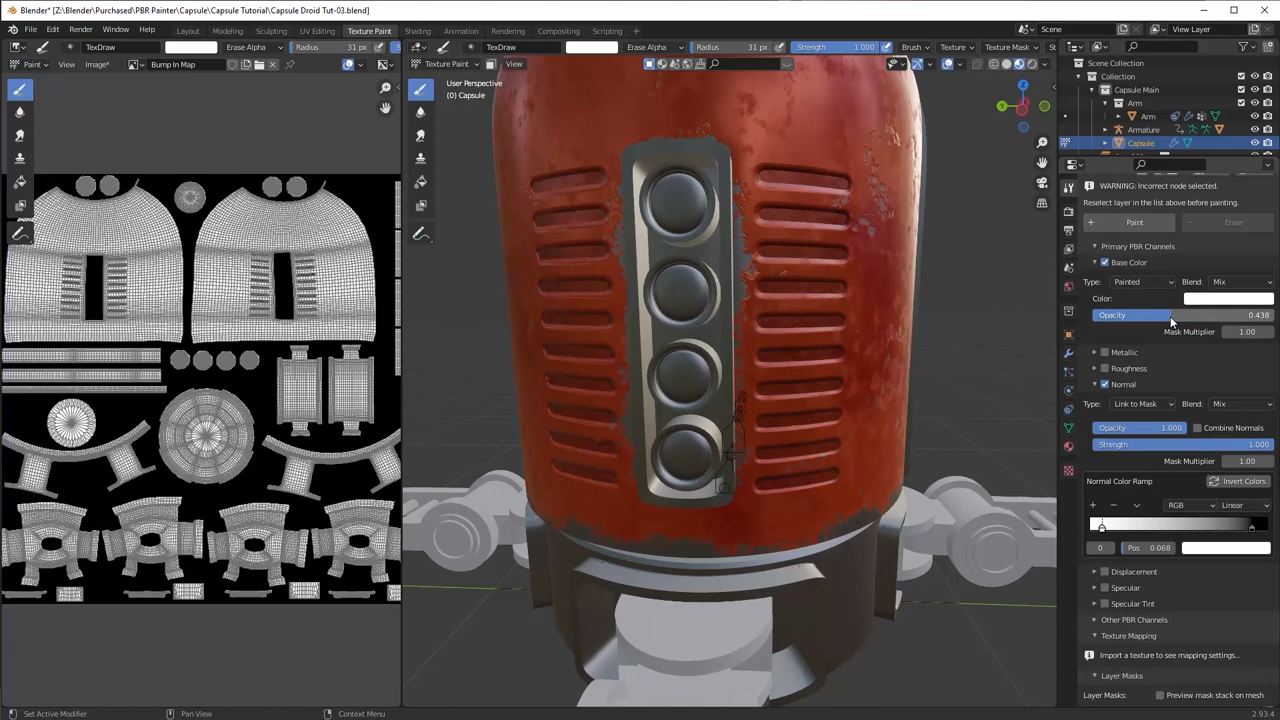 Blender* [Z:\Blender\Purchased\PBR Painter\Capsule\Capsule Tutorial\Capsule Droid Tut-03.blend]
File Edit Render Window Help Layout Modeling Sculpting UV Editing Texture Paint Shading Animation Rendering Compositing Scripting + Scene View Layer
TexDraw Erase Alpha Radius 31 px TexDraw Erase Alpha Radius 31 px Strength 1.000 Brush Texture Texture Mask
Paint View Image* Bump In Map Texture Paint View
Scene Collection
Collection
Capsule Main
Arm
Arm
Armature
Capsule
User Perspective
(0) Capsule
Z
Y
WARNING: Incorrect node selected.
Reselect layer in the list above before painting.
+ Paint − Erase
Primary PBR Channels
Base Color
Type: Painted Blend: Mix
Color:
Opacity 0.438
Mask Multiplier 1.00
Metallic
Roughness
Normal
Type: Link to Mask Blend: Mix
Opacity 1.000 Combine Normals
Strength 1.000
Mask Multiplier 1.00
Normal Color Ramp Invert Colors
RGB Linear
0 Pos 0.068
Displacement
Specular
Specular Tint
Other PBR Channels
Texture Mapping
Import a texture to see mapping settings...
Layer Masks
Layer Masks: Preview mask stack on mesh
Set Active Modifier Pan View Context Menu 2.93.4